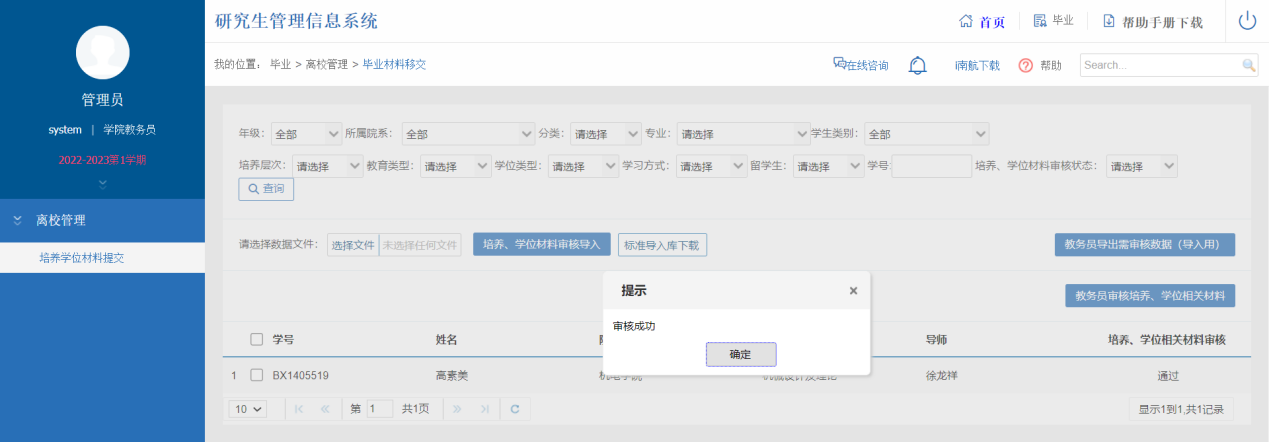 研究生管理信息系统
首页 毕业 帮助手册下载
管理员
system | 学院教务员
2022-2023第1学期
离校管理
培养学位材料提交
我的位置： 毕业 > 离校管理 > 毕业材料移交
在线咨询 i南航下载 帮助 Search...
年级： 全部 所属院系： 全部 分类： 请选择 专业： 请选择 学生类别： 全部
培养层次： 请选择 教育类型： 请选择 学位类型： 请选择 学习方式： 请选择 留学生： 请选择 学号: 培养、学位材料审核状态： 请选择
查询
请选择数据文件： 选择文件 未选择任何文件 培养、学位材料审核导入 标准导入库下载 教务员导出需审核数据（导入用）
教务员审核培养、学位相关材料
提示 ×
审核成功
确定
学号 姓名 导师 培养、学位相关材料审核
1 BX1405519 高素美 机电学院 机械设计及理论 徐龙祥 通过
10 第 1 共1页 显示1到1,共1记录